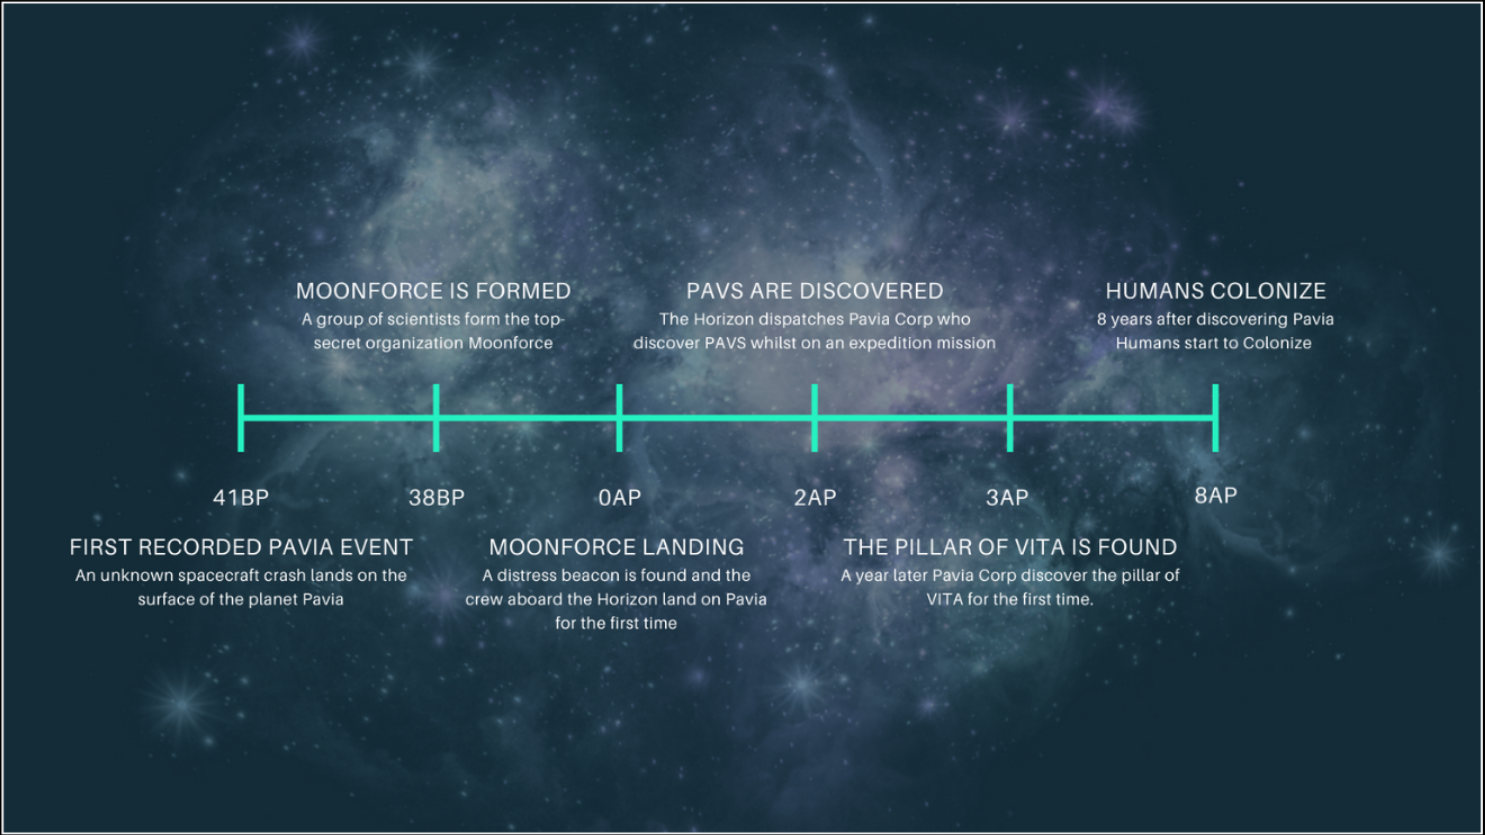 MOONFORCE IS FORMED
A group of scientists form the top-
secret organization Moonforce
PAVS ARE DISCOVERED
The Horizon dispatches Pavia Corp who
discover PAVS whilst on an expedition mission
HUMANS COLONIZE
8 years after discovering Pavia
Humans start to Colonize
41BP
38BP
0AP
2AP
3AP
8AP
FIRST RECORDED PAVIA EVENT
An unknown spacecraft crash lands on the
surface of the planet Pavia
MOONFORCE LANDING
A distress beacon is found and the
crew aboard the Horizon land on Pavia
for the first time
THE PILLAR OF VITA IS FOUND
A year later Pavia Corp discover the pillar of
VITA for the first time.